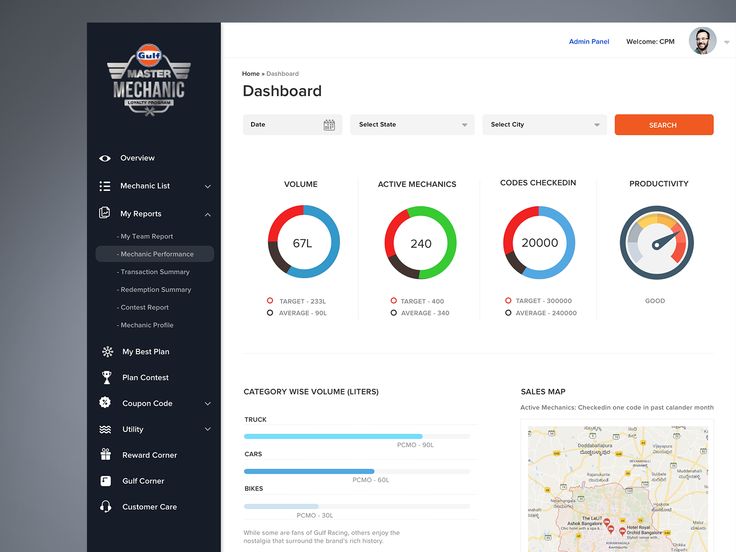 Gulf
MASTER
MECHANIC
LOYALTY PROGRAM
Overview
Mechanic List
My Reports
- My Team Report
- Mechanic Performance
- Transaction Summary
- Redemption Summary
- Contest Report
- Mechanic Profile
My Best Plan
Plan Contest
Coupon Code
Utility
Reward Corner
Gulf Corner
Customer Care
Admin Panel
Welcome: CPM
Home » Dashboard
Dashboard
Date
Select State
Select City
SEARCH
VOLUME
67L
TARGET - 233L
AVERAGE - 90L
ACTIVE MECHANICS
240
TARGET - 400
AVERAGE - 340
CODES CHECKEDIN
20000
TARGET - 300000
AVERAGE - 240000
PRODUCTIVITY
GOOD
CATEGORY WISE VOLUME (LITERS)
TRUCK
PCMO - 90L
CARS
PCMO - 60L
BIKES
PCMO - 30L
While some are fans of Gulf Racing, others enjoy the
nostalgia that surround the brand's rich history.
SALES MAP
Active Mechanics: Checkedin one code in past calander month
Doddaballapura
ದೊಡ್ಡಬಳ್ಳಾಪುರ
Vijayapura
Nelamangala
The LaLiT
Ashok Bangalore
Hotel Royal
Orchid Bangalore